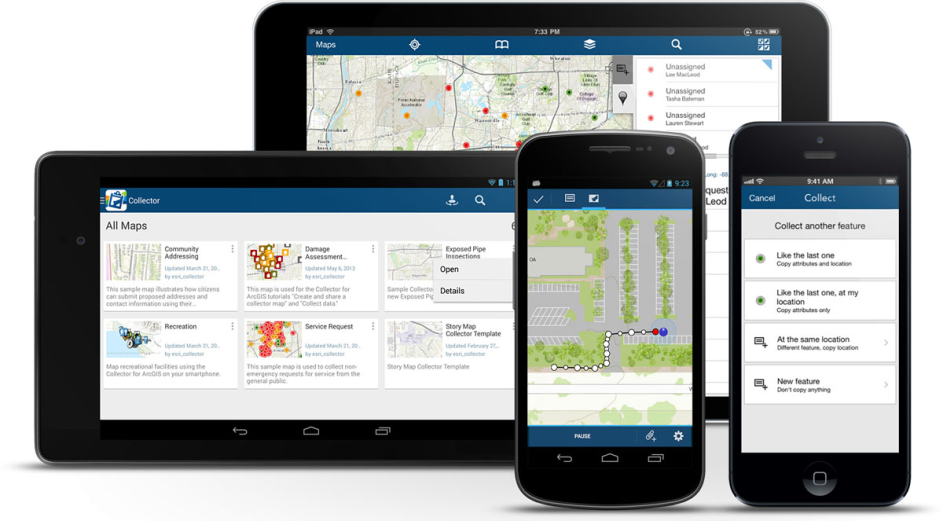 iPad
7:33 PM
82%
Maps
Unassigned
Lee MacLeod
Unassigned
Tasha Bateman
Unassigned
Lauren Stewart
Naperville
Collector
All Maps
Community
Addressing
Updated March 21, 20..
by esri_collector
This sample map illustrates how citizens
can submit proposed addresses and
contact information using their...
Damage
Assessment...
Updated May 6, 2013
by esri_collector
This map is used for the Collector for
ArcGIS tutorials "Create and share a
collector map" and "Collect data"
Exposed Pipe
Inspections
Open
Details
Sample Collecto
new Exposed Pip
Recreation
Updated March 21, 20..
by esri_collector
Map recreational facilities using the
Collector for ArcGIS on your smartphone.
Service Request
Updated March 21, 20..
by esri_collector
This sample map is used to collect non-
emergency requests for service from the
general public.
Story Map
Collector Template
Updated February 27,...
by esri_collector
Story Map Collector Template
9:23
OA
PAUSE
9:41 AM
Cancel
Collect
Collect another feature
Like the last one
Copy attributes and location
Like the last one, at my
location
Copy attributes only
At the same location
Different feature, copy location
New feature
Don't copy anything